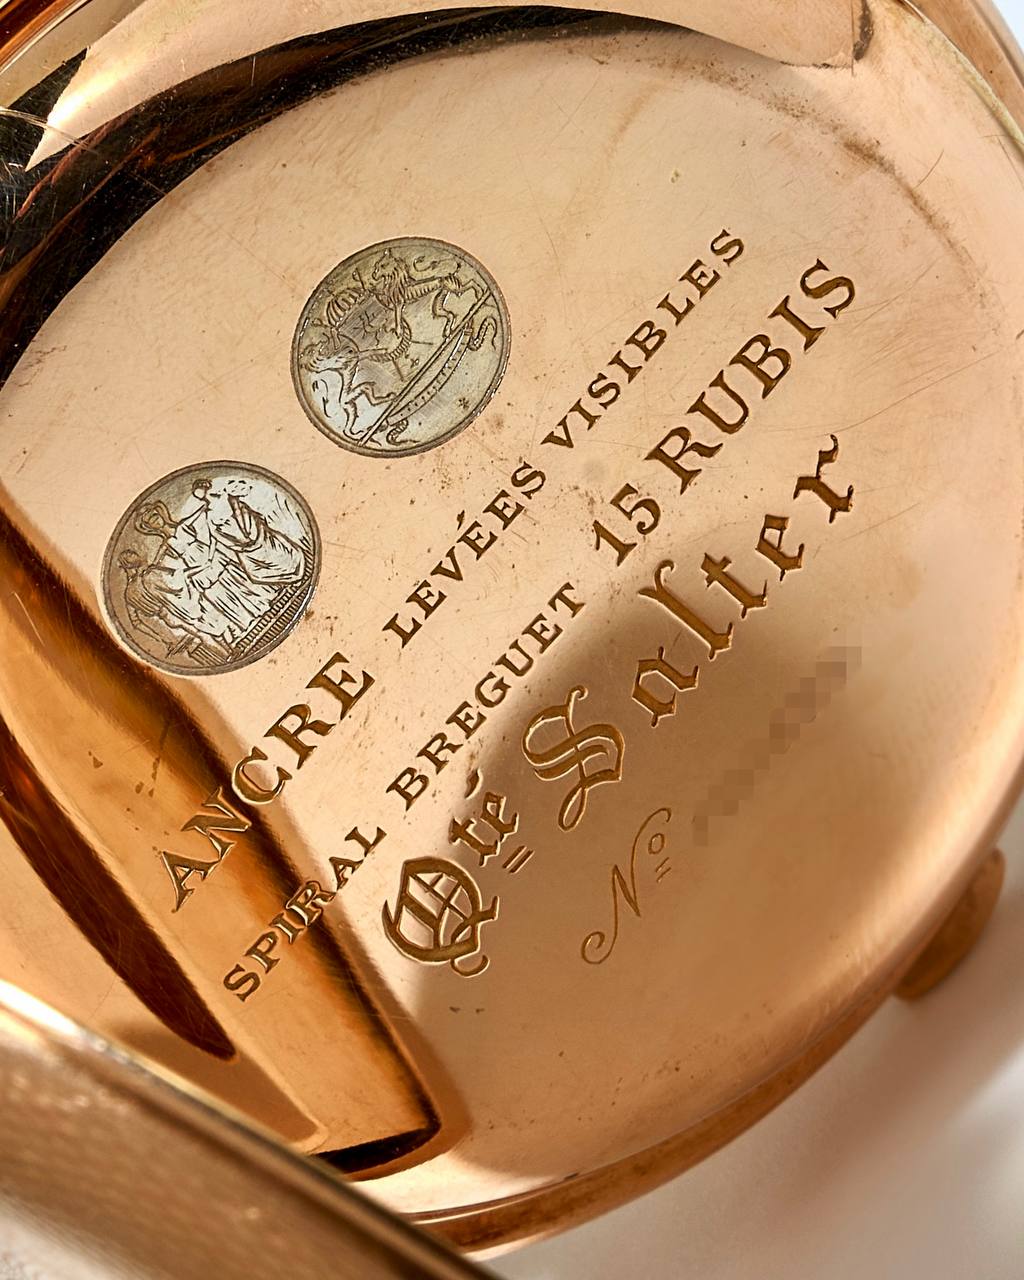 ANCRE LEVÉES VISIBLES
SPIRAL BREGUET 15 RUBIS
Qté Salter
No